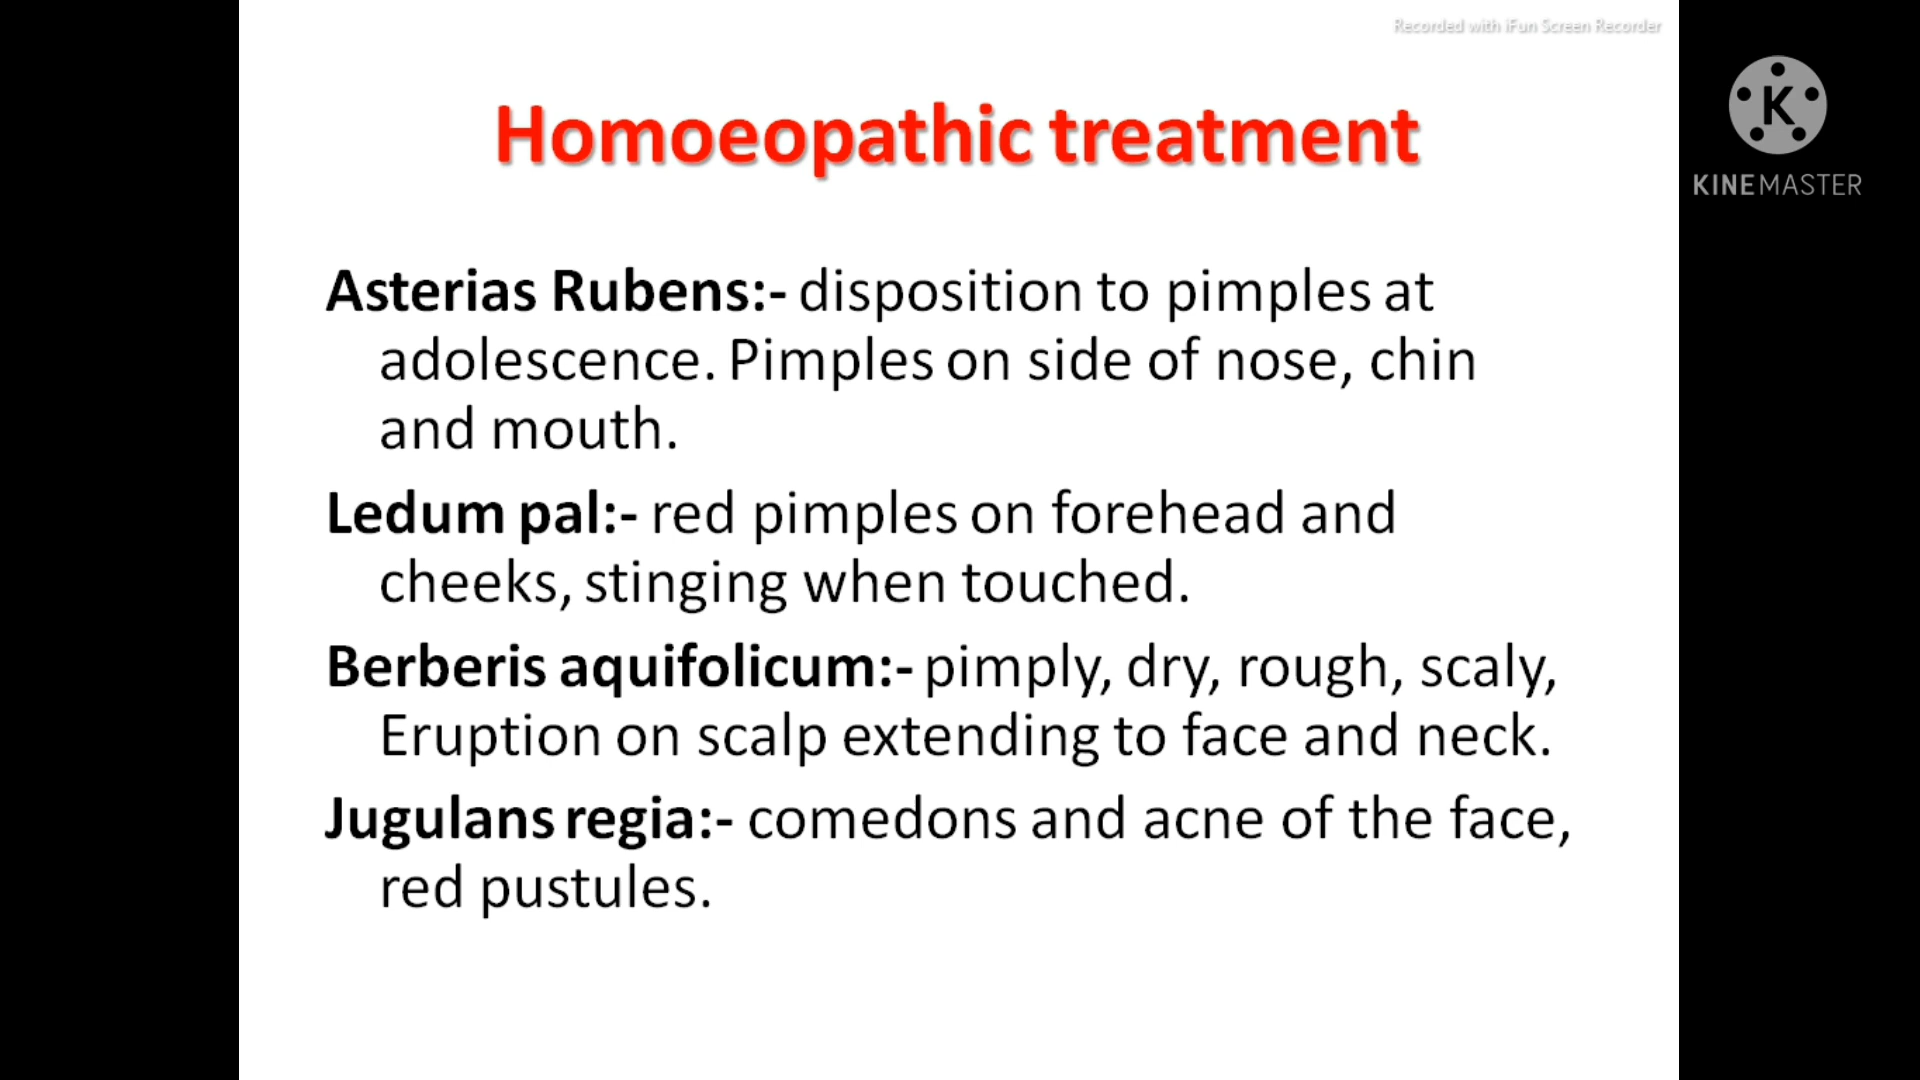 Recorded with iFun Screen Recorder
K
KINEMASTER
Homoeopathic treatment
Asterias Rubens:- disposition to pimples at
adolescence. Pimples on side of nose, chin
and mouth.
Ledum pal:- red pimples on forehead and
cheeks, stinging when touched.
Berberis aquifolicum:- pimply, dry, rough, scaly,
Eruption on scalp extending to face and neck.
Jugulans regia:- comedons and acne of the face,
red pustules.